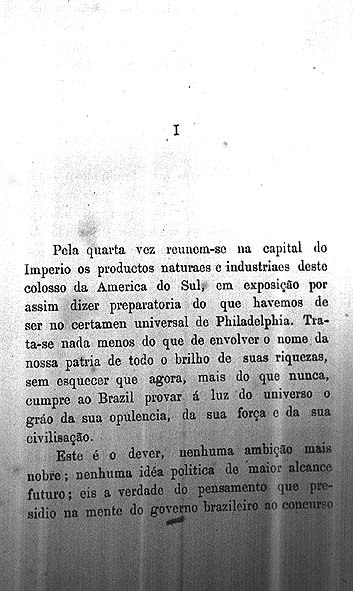 I
Pela quarta vez reunem-se na capital do
Imperio os productos naturaes e industriaes deste
colosso da America do Sul, em exposição por
assim dizer preparatoria do que havemos de
ser no certamen universal de Philadelphia. Tra-
ta-se nada menos do que de envolver o nome da
nossa patria de todo o brilho de suas riquezas,
sem esquecer que agora, mais do que nunca,
cumpre ao Brazil provar á luz do universo o
gráo da sua opulencia, da sua força e da sua
civilisação.
Este é o dever, nenhuma ambição mais
nobre; nenhuma idéa politica de maior alcance
futuro; eis a verdade do pensamento que pre-
sidio na mente do governo brazileiro ao concurso